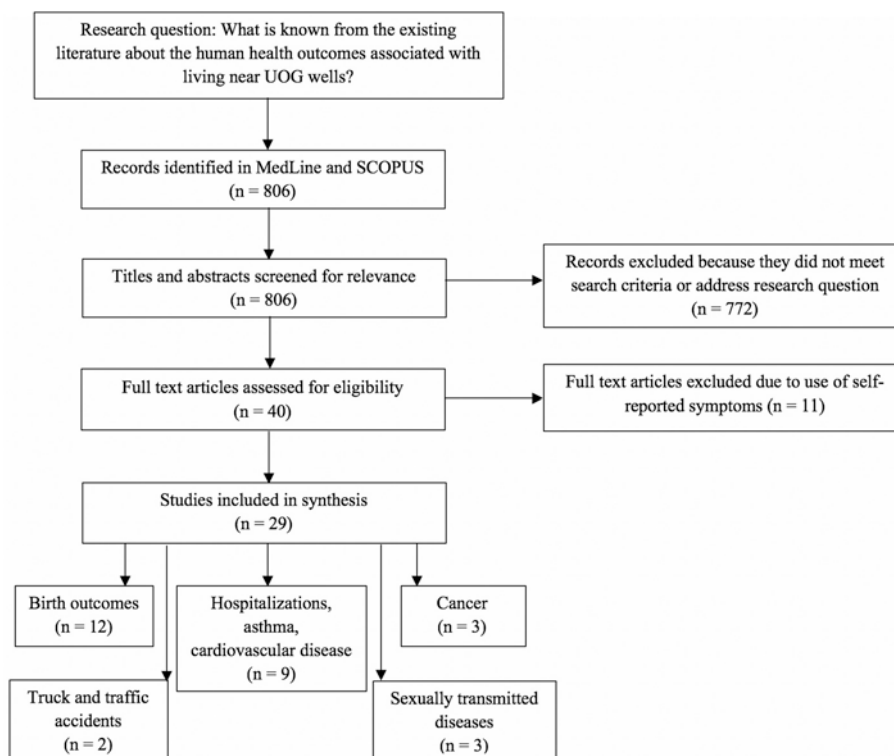 Research question: What is known from the existing
literature about the human health outcomes associated with
living near UOG wells?
Records identified in MedLine and SCOPUS
(n = 806)
Titles and abstracts screened for relevance
(n = 806)
Records excluded because they did not meet
search criteria or address research question
(n = 772)
Full text articles assessed for eligibility
(n = 40)
Full text articles excluded due to use of self-
reported symptoms (n = 11)
Studies included in synthesis
(n = 29)
Birth outcomes
(n = 12)
Hospitalizations,
asthma,
cardiovascular disease
(n = 9)
Cancer
(n = 3)
Truck and traffic
accidents
(n = 2)
Sexually transmitted
diseases
(n = 3)